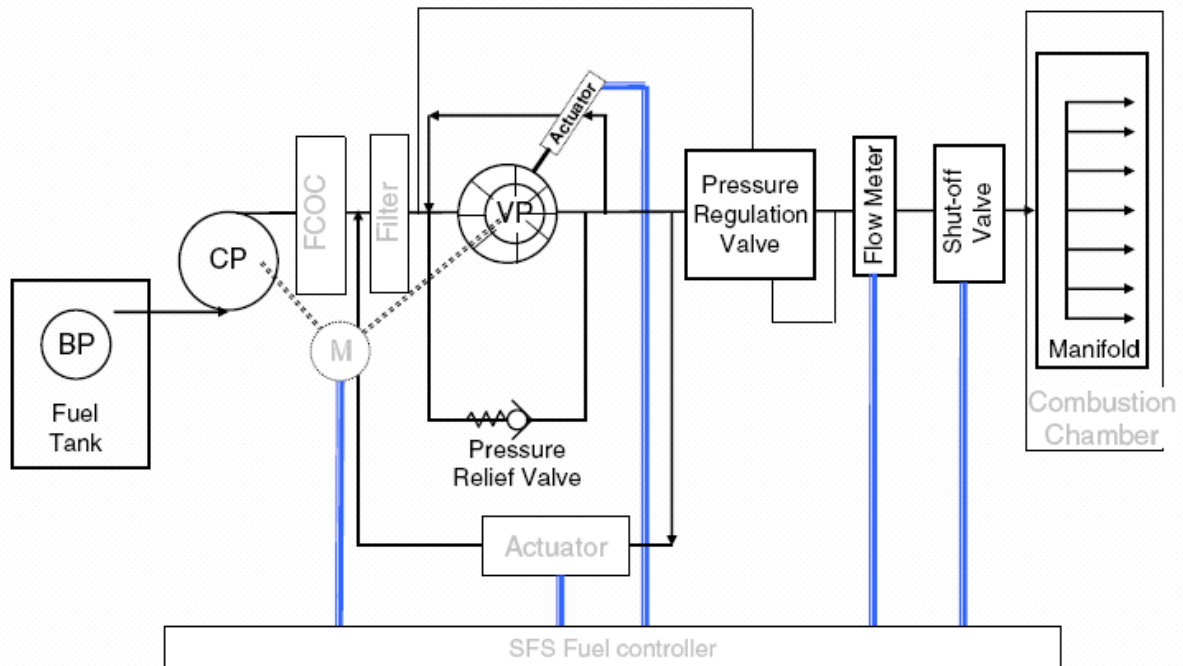 Actuator
FCOC
Filter
VP
Pressure
Regulation
Valve
Flow Meter
Shut-off
Valve
CP
BP
Fuel
Tank
M
Manifold
Combustion
Chamber
Pressure
Relief Valve
Actuator
SFS Fuel controller